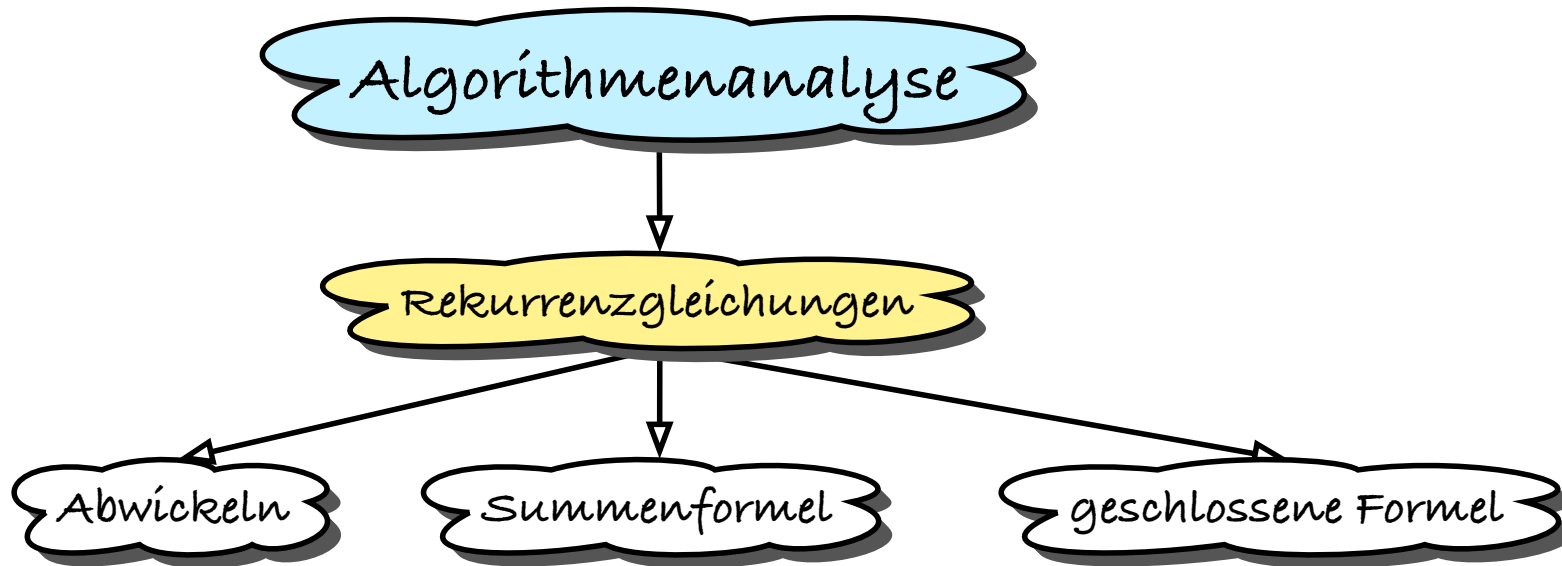 Algorithmenanalyse
Rekurrenzgleichungen
Abwickeln
Summenformel
geschlossene Formel